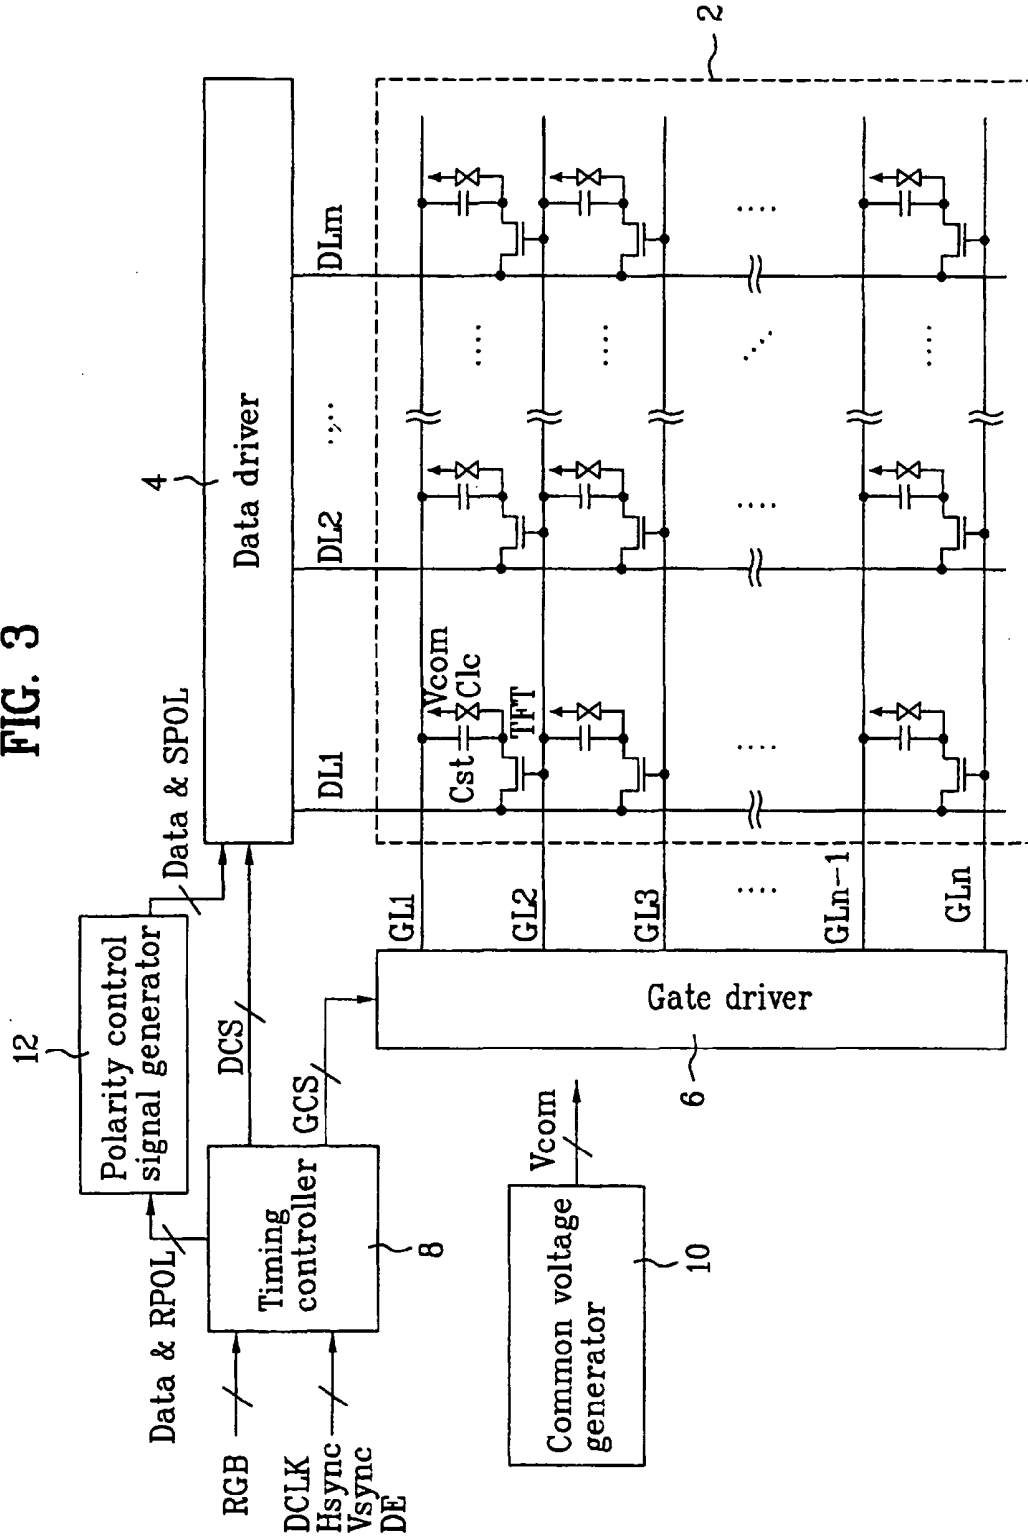 FIG. 3
12
Polarity control
signal generator
Data & SPOL
Data & RPOL
4
Data driver
RGB
DCLK
Hsync
Vsync
DE
Timing
controller
8
DCS
GCS
DL1
DL2
DLm
2
GL1
GL2
GL3
GLn-1
GLn
Vcom
Clc
Cst
TFT
Gate driver
6
Common voltage
generator
10
Vcom